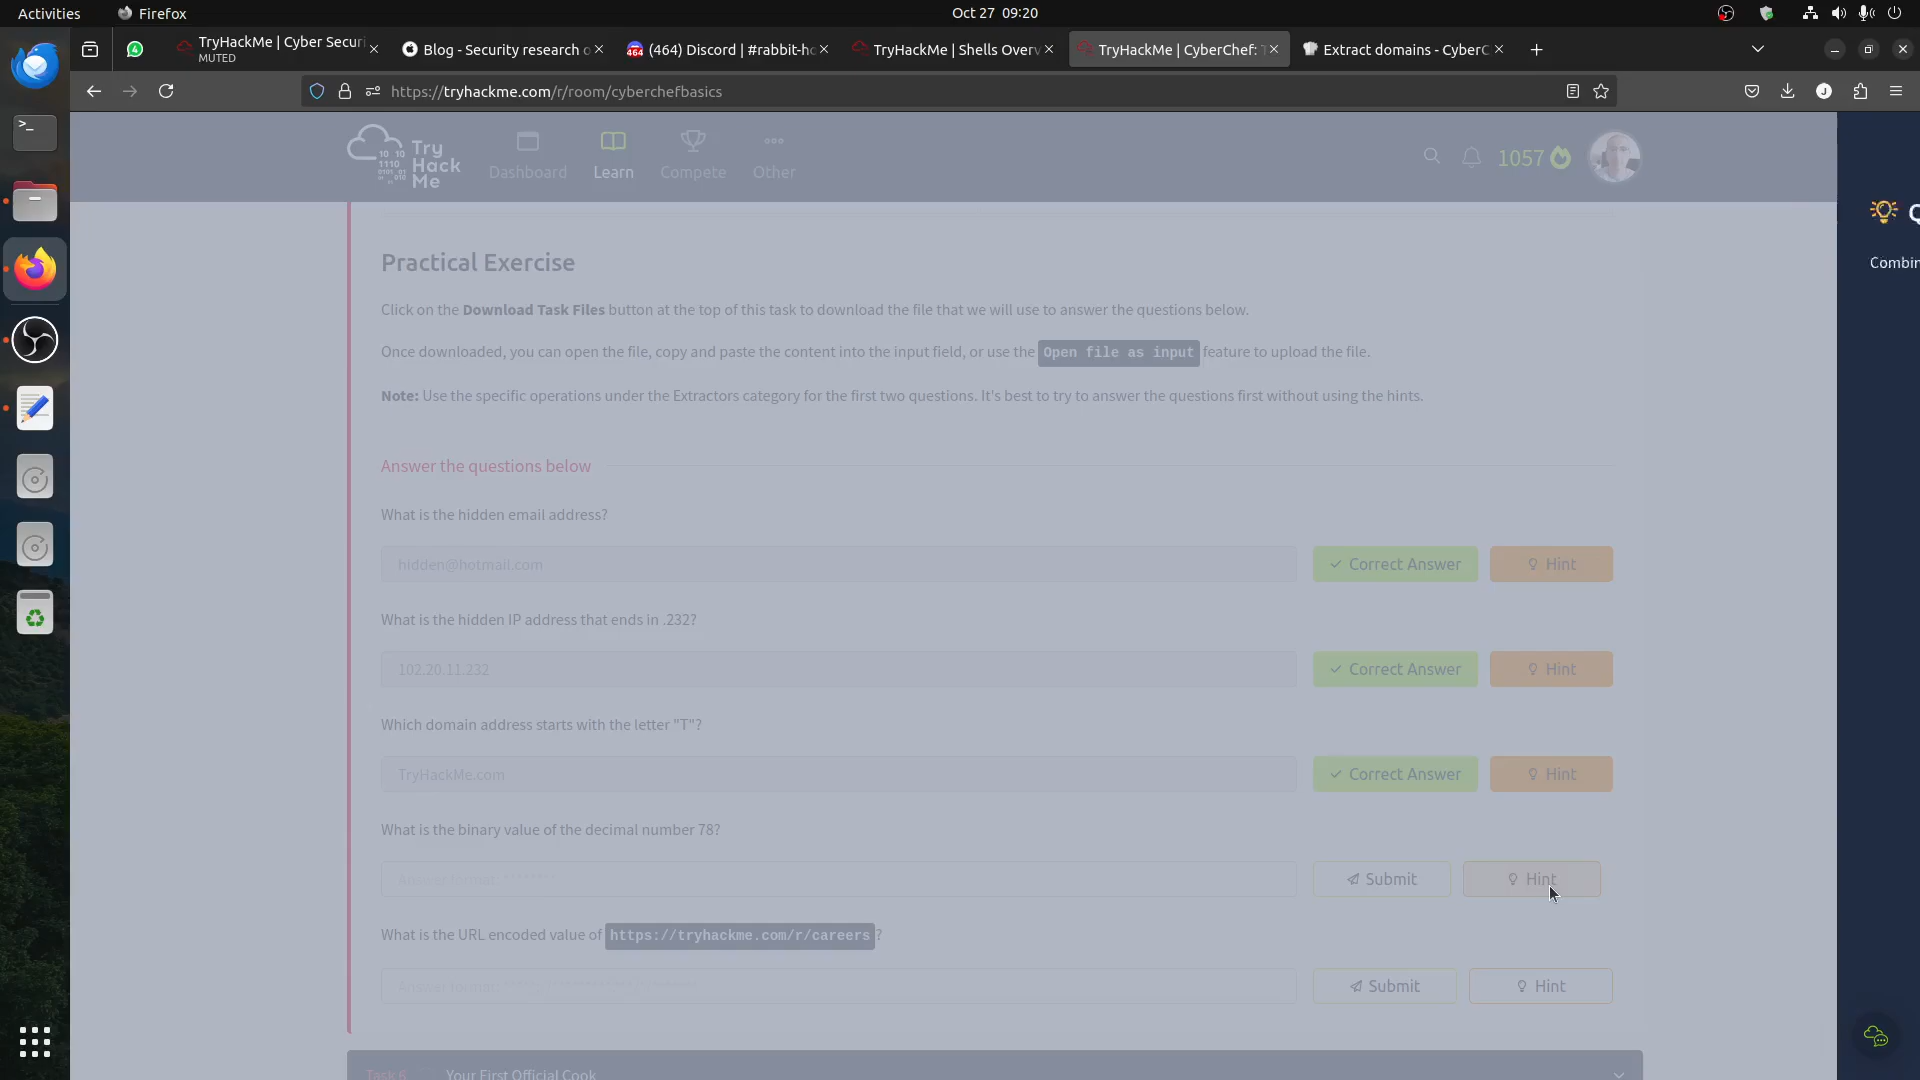 Activities
Firefox
Oct 27 09:20
TryHackMe | Cyber Securi
MUTED
Blog - Security research o
(464) Discord | #rabbit-ho
TryHackMe | Shells Overv
TryHackMe | CyberChef: T
Extract domains - CyberC
https://tryhackme.com/r/room/cyberchefbasics
Try
Hack
Me
Dashboard
Learn
Compete
Other
1057
Q
Combin
Practical Exercise
Click on the Download Task Files button at the top of this task to download the file that we will use to answer the questions below.
Once downloaded, you can open the file, copy and paste the content into the input field, or use the Open file as input feature to upload the file.
Note: Use the specific operations under the Extractors category for the first two questions. It's best to try to answer the questions first without using the hints.
Answer the questions below
What is the hidden email address?
hidden@hotmail.com
Correct Answer
Hint
What is the hidden IP address that ends in .232?
102.20.11.232
Correct Answer
Hint
Which domain address starts with the letter "T"?
TryHackMe.com
Correct Answer
Hint
What is the binary value of the decimal number 78?
Answer format: ********
Submit
Hint
What is the URL encoded value of https://tryhackme.com/r/careers ?
Answer format:
Submit
Hint
Task 6
Your First Official Cook